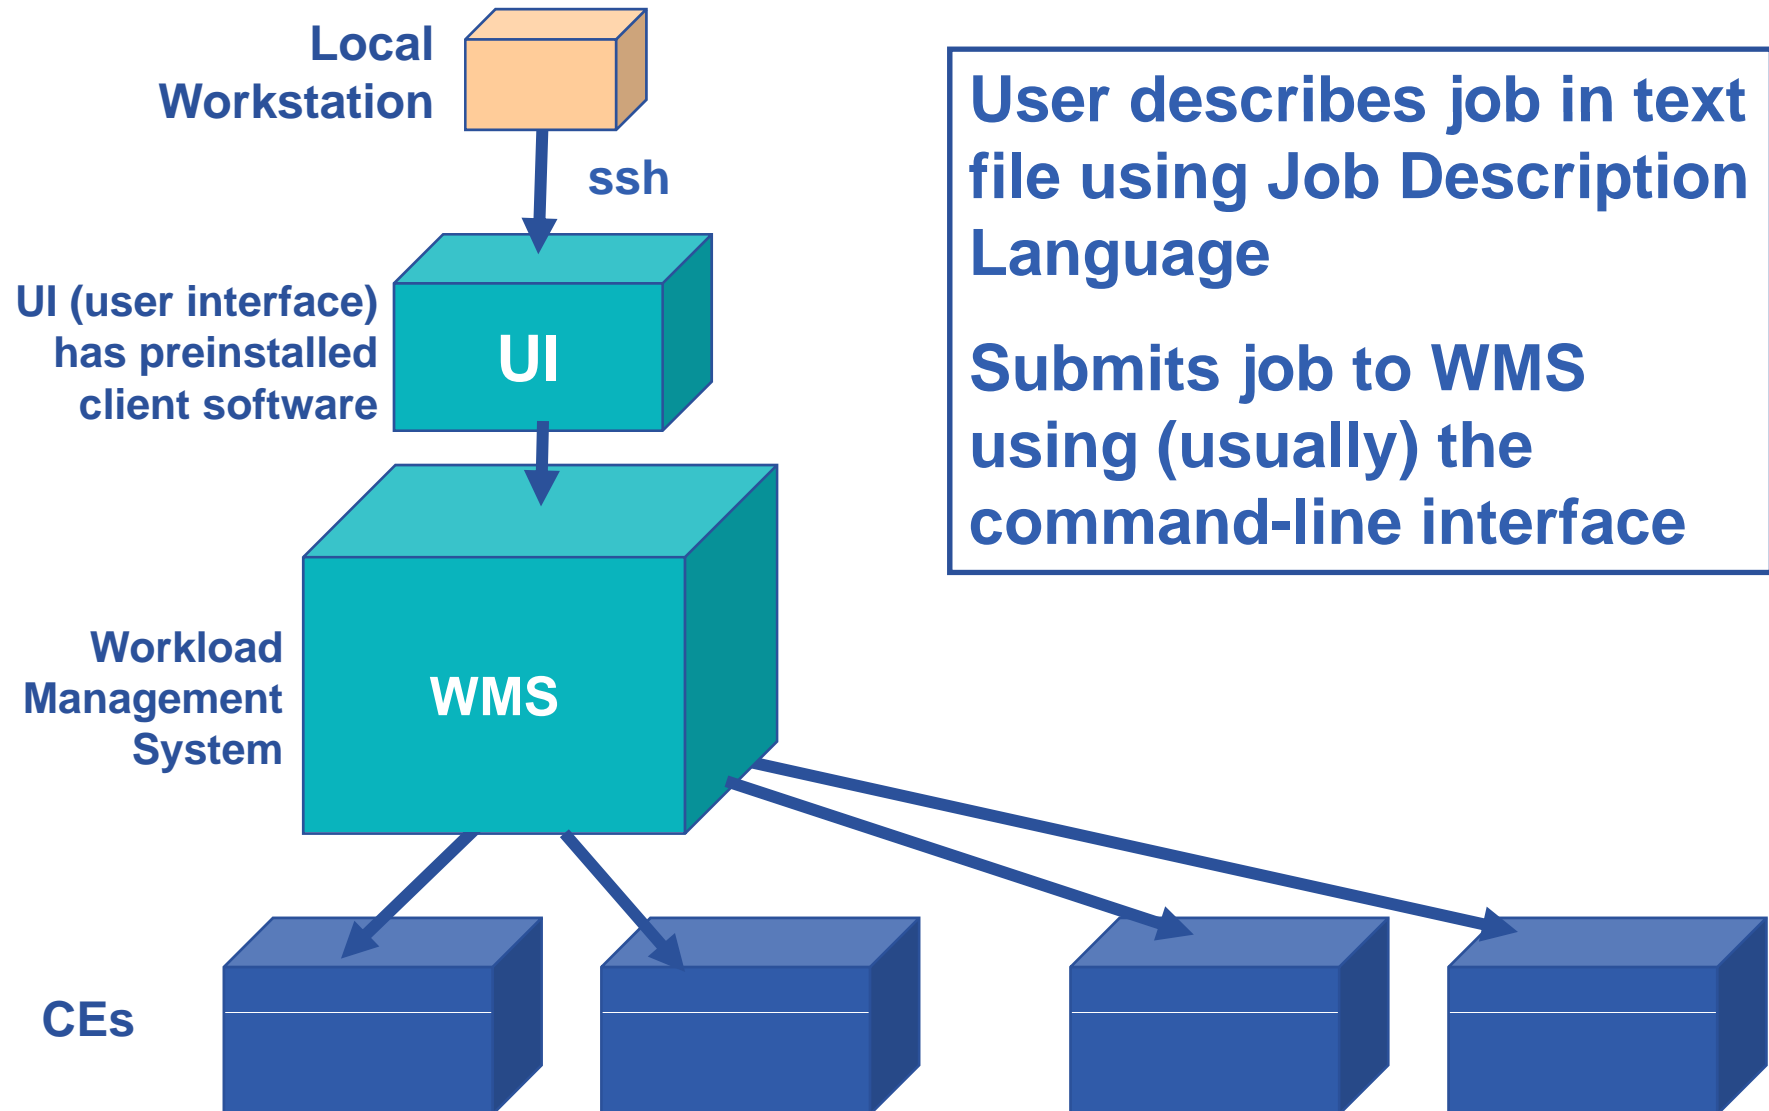 Local
Workstation
ssh
User describes job in text
file using Job Description
Language
Submits job to WMS
using (usually) the
command-line interface
UI (user interface)
has preinstalled
client software
UI
Workload
Management
System
WMS
CEs